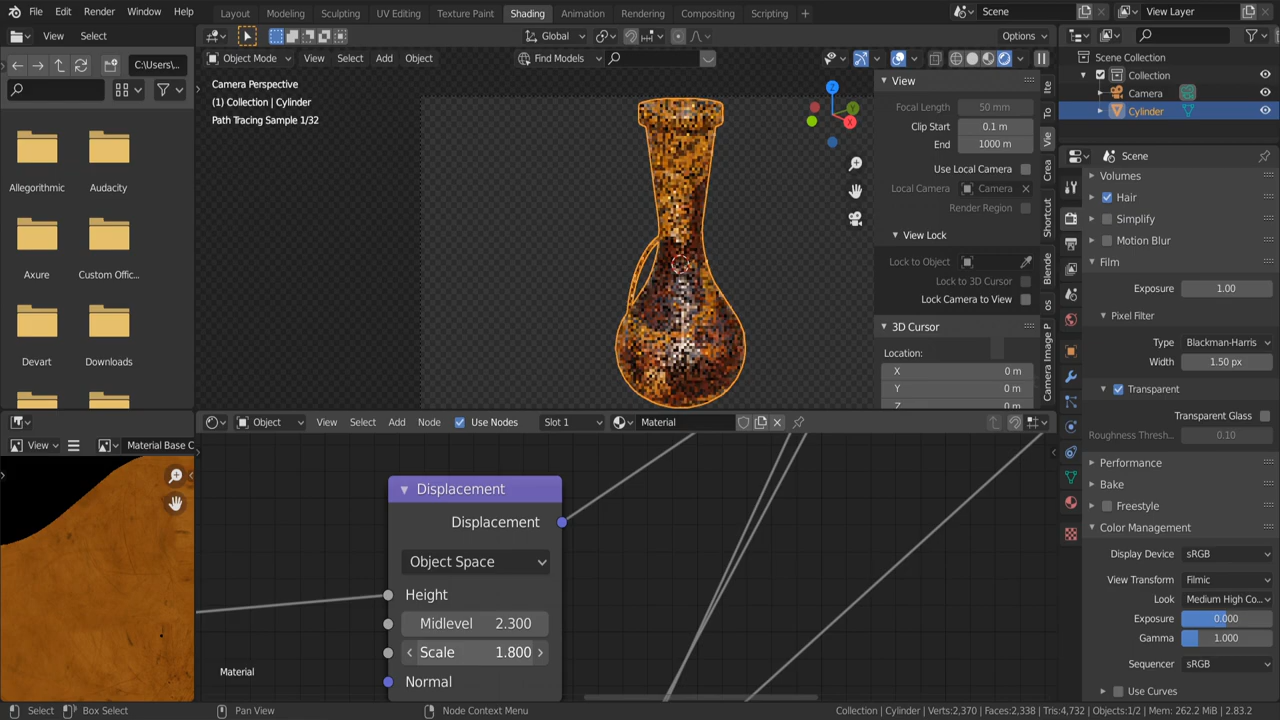 File Edit Render Window Help Layout Modeling Sculpting UV Editing Texture Paint Shading Animation Rendering Compositing Scripting + Scene View Layer
View Select Global Options
C:\Users\... Object Mode View Select Add Object Find Models
Camera Perspective
(1) Collection | Cylinder
Path Tracing Sample 1/32
Allegorithmic Audacity
Axure Custom Offic...
Devart Downloads
View
Focal Length 50 mm
Clip Start 0.1 m
End 1000 m
Use Local Camera
Local Camera Camera
Render Region
View Lock
Lock to Object
Lock to 3D Cursor
Lock Camera to View
3D Cursor
Location:
X 0 m
Y 0 m
Z 0 m
Ite
To
Vie
Crea
Shortcut
Blende
os
Camera Image P
Scene Collection
Collection
Camera
Cylinder
Scene
Volumes
Hair
Simplify
Motion Blur
Film
Exposure 1.00
Pixel Filter
Type Blackman-Harris
Width 1.50 px
Transparent
Transparent Glass
Roughness Thresh... 0.10
Performance
Bake
Freestyle
Color Management
Display Device sRGB
View Transform Filmic
Look Medium High Co...
Exposure 0.000
Gamma 1.000
Sequencer sRGB
Use Curves
Object View Select Add Node Use Nodes Slot 1 Material
View Material Base C
Displacement
Displacement
Object Space
Height
Midlevel 2.300
Scale 1.800
Normal
Material
Select Box Select Pan View Node Context Menu Collection | Cylinder | Verts:2,370 | Faces:2,338 | Tris:4,732 | Objects:1/2 | Mem: 262.2 MiB | 2.83.2